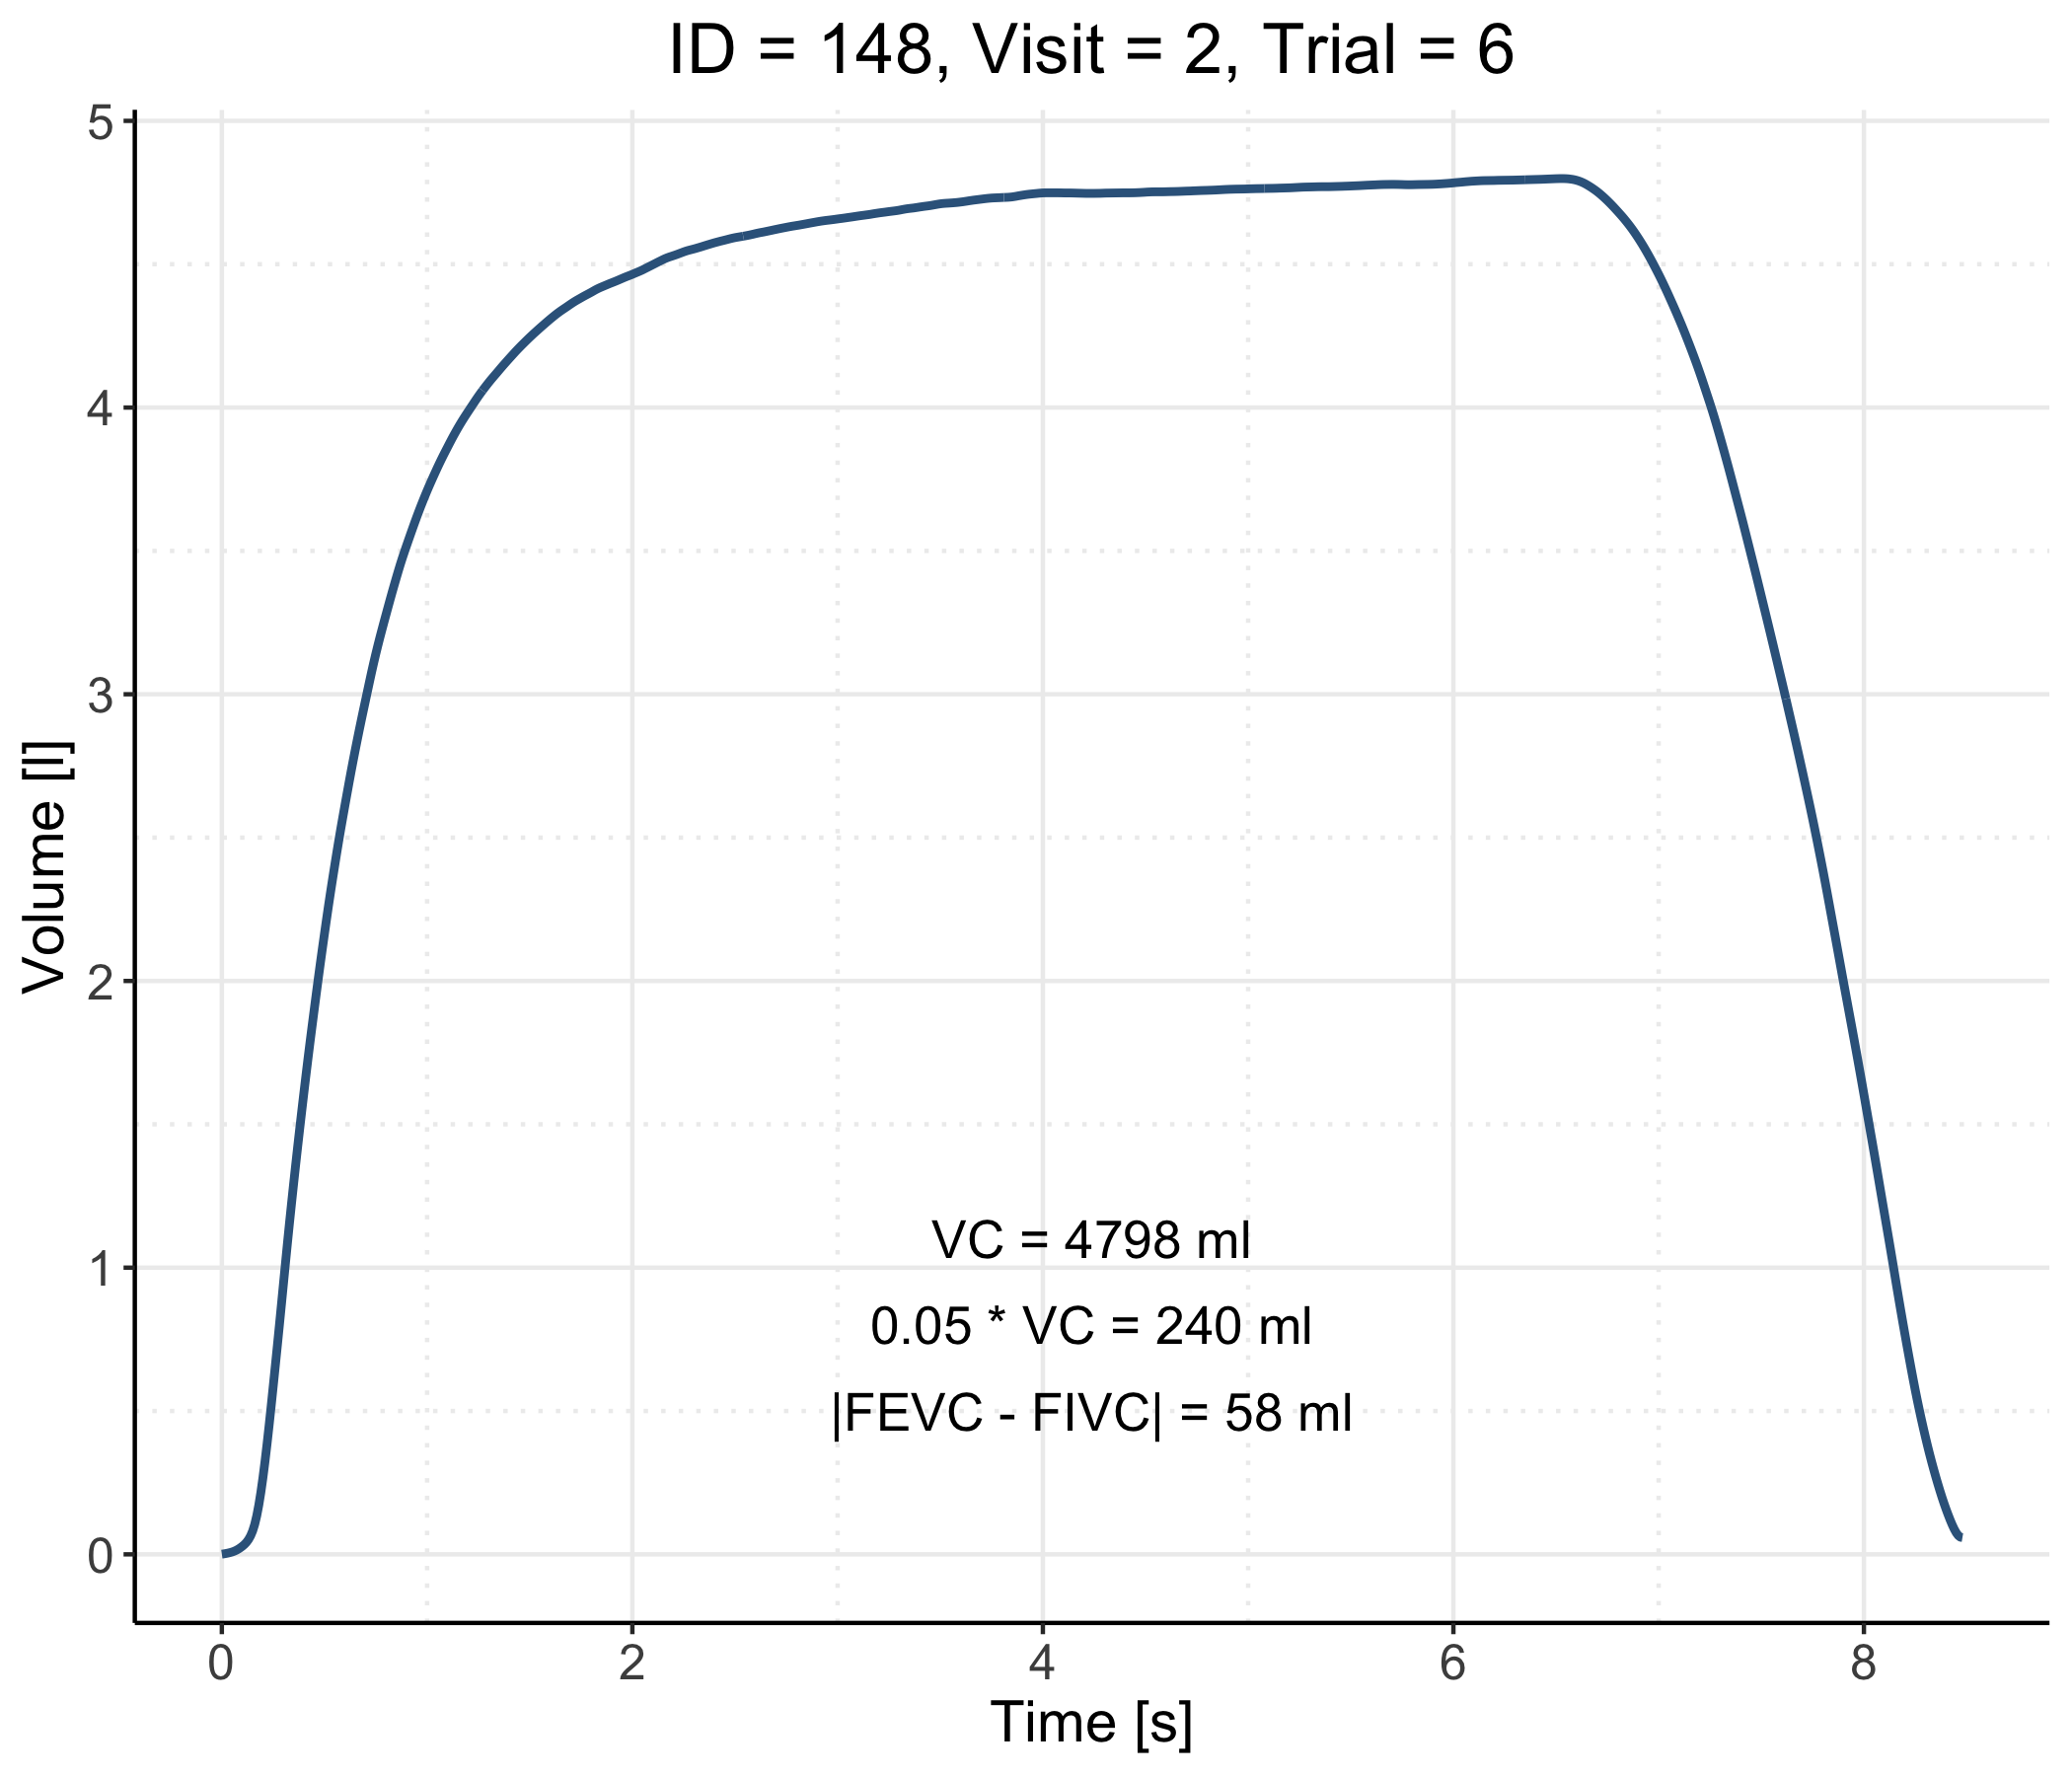 ID = 148, Visit = 2, Trial = 6
5
4
3
2
1
0
Volume [l]
VC = 4798 ml
0.05 * VC = 240 ml
|FEVC - FIVC| = 58 ml
0 2 4 6 8
Time [s]